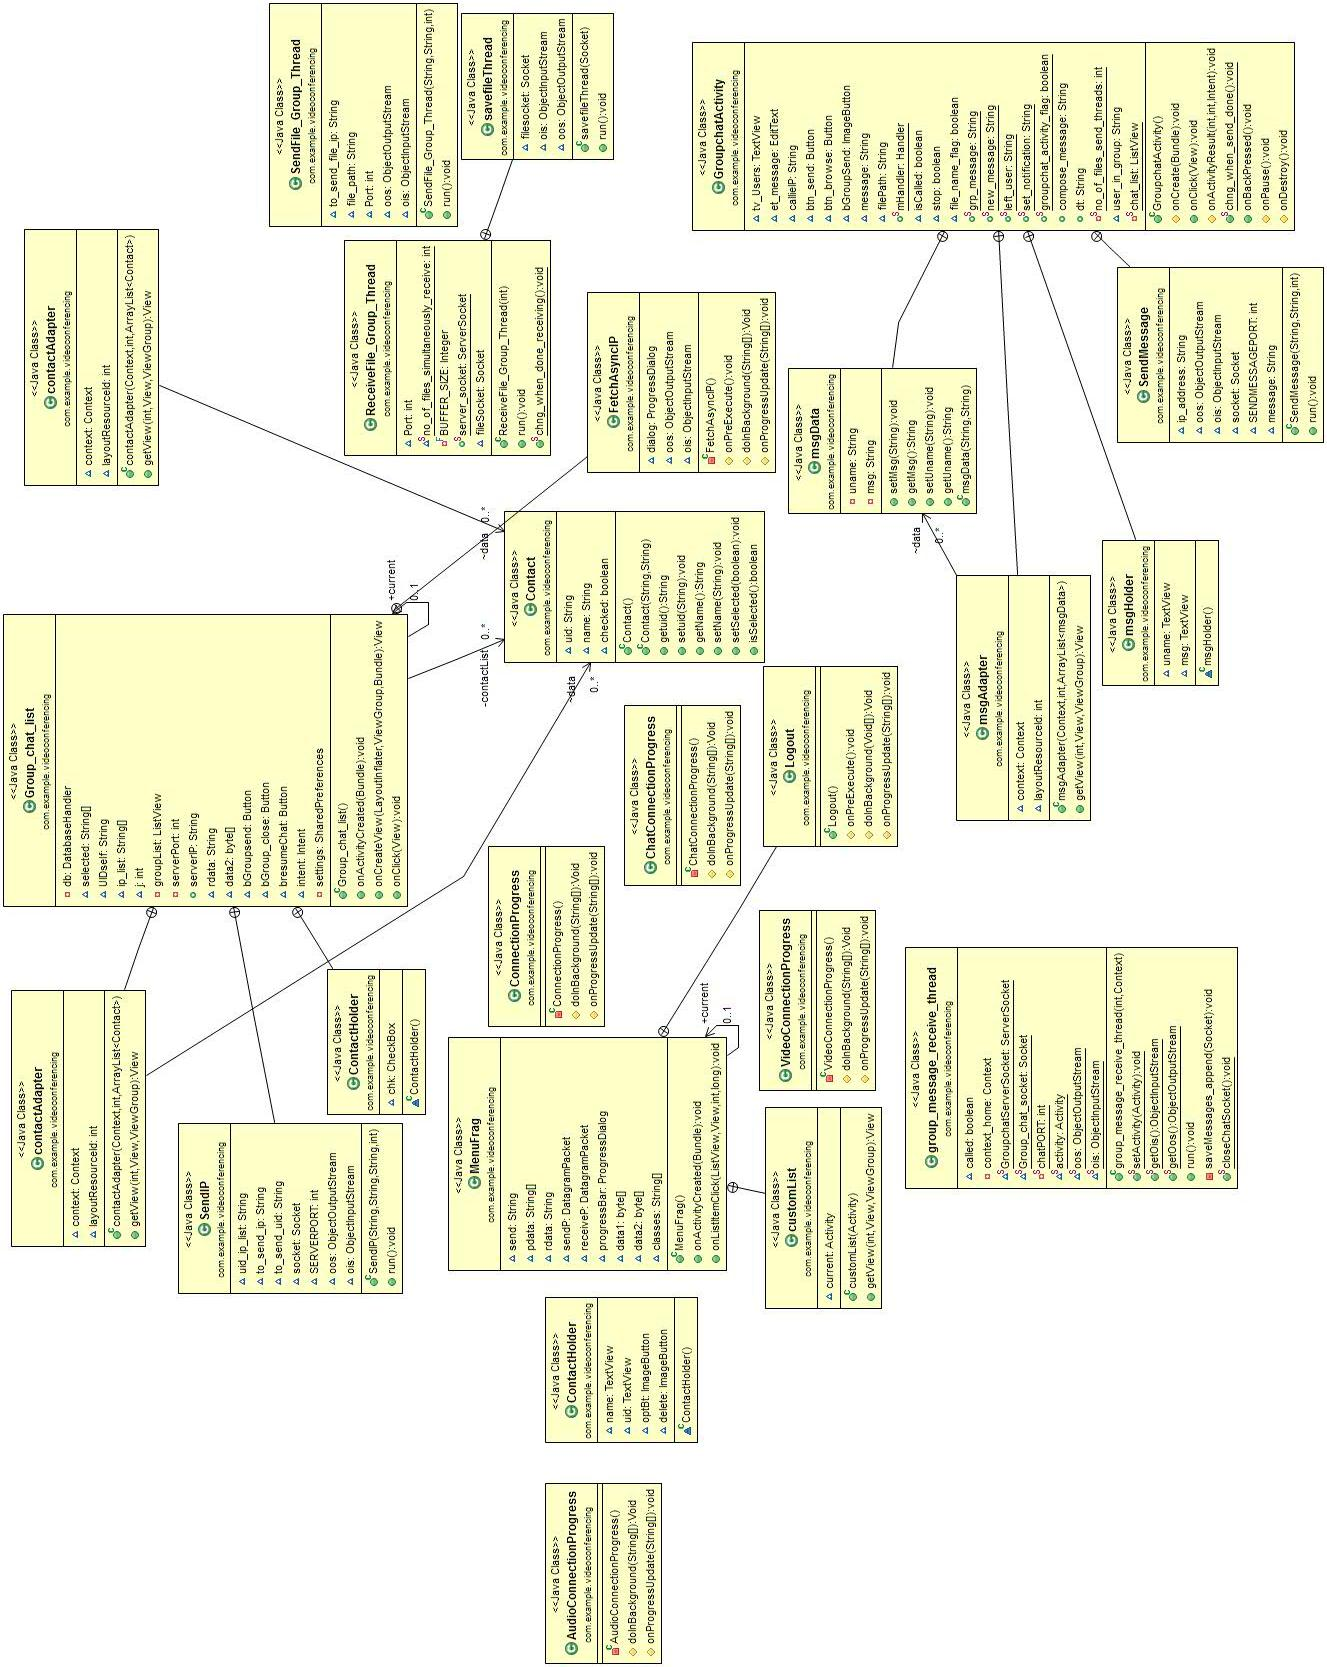 <<Java Class>>
Group_chat_list
com.example.videoconferencing
db: DatabaseHandler
selected: String[]
UIDself: String
ip_list: String[]
j: int
groupList: ListView
serverPort: int
serverIP: String
rdata: String
data2: byte[]
bGroupsend: Button
bGroup_close: Button
bresumeChat: Button
intent: Intent
settings: SharedPreferences
Group_chat_list()
onActivityCreated(Bundle):void
onCreateView(LayoutInflater,ViewGroup,Bundle):View
onClick(View):void
+current
0..1
<<Java Class>>
contactAdapter
com.example.videoconferencing
context: Context
layoutResourceId: int
contactAdapter(Context,int,ArrayList<Contact>)
getView(int,View,ViewGroup):View
<<Java Class>>
contactAdapter
com.example.videoconferencing
context: Context
layoutResourceId: int
contactAdapter(Context,int,ArrayList<Contact>)
getView(int,View,ViewGroup):View
<<Java Class>>
SendIP
com.example.videoconferencing
uid_ip_list: String
to_send_ip: String
to_send_uid: String
socket: Socket
SERVERPORT: int
oos: ObjectOutputStream
ois: ObjectInputStream
SendIP(String,String,String,int)
run():void
<<Java Class>>
ContactHolder
com.example.videoconferencing
chk: CheckBox
ContactHolder()
<<Java Class>>
SendFile_Group_Thread
com.example.videoconferencing
to_send_file_ip: String
file_path: String
Port: int
oos: ObjectOutputStream
ois: ObjectInputStream
SendFile_Group_Thread(String,String,int)
run():void
<<Java Class>>
ReceiveFile_Group_Thread
com.example.videoconferencing
Port: int
no_of_files_simultaneously_receive: int
BUFFER_SIZE: Integer
server_socket: ServerSocket
fileSocket: Socket
ReceiveFile_Group_Thread(int)
run():void
chng_when_done_receiving():void
<<Java Class>>
savefileThread
com.example.videoconferencing
filesocket: Socket
ois: ObjectInputStream
oos: ObjectOutputStream
savefileThread(Socket)
run():void
<<Java Class>>
MenuFrag
com.example.videoconferencing
send: String
pdata: String[]
rdata: String
sendP: DatagramPacket
receiveP: DatagramPacket
progressBar: ProgressDialog
data1: byte[]
data2: byte[]
classes: String[]
MenuFrag()
onActivityCreated(Bundle):void
onListItemClick(ListView,View,int,long):void
+current
0..1
<<Java Class>>
ConnectionProgress
com.example.videoconferencing
ConnectionProgress()
doInBackground(String[]):Void
onProgressUpdate(String[]):void
~data 0..*
~contactList 0..*
~data
0..*
<<Java Class>>
Contact
com.example.videoconferencing
uid: String
name: String
checked: boolean
Contact()
Contact(String,String)
getuid():String
setuid(String):void
getName():String
setName(String):void
setSelected(boolean):void
isSelected():boolean
<<Java Class>>
AudioConnectionProgress
com.example.videoconferencing
AudioConnectionProgress()
doInBackground(String[]):Void
onProgressUpdate(String[]):void
<<Java Class>>
ContactHolder
com.example.videoconferencing
name: TextView
uid: TextView
optBt: ImageButton
delete: ImageButton
ContactHolder()
<<Java Class>>
FetchAsyncIP
com.example.videoconferencing
dialog: ProgressDialog
oos: ObjectOutputStream
ois: ObjectInputStream
FetchAsyncIP()
onPreExecute():void
doInBackground(String[]):Void
onProgressUpdate(String[]):void
<<Java Class>>
ChatConnectionProgress
com.example.videoconferencing
ChatConnectionProgress()
doInBackground(String[]):Void
onProgressUpdate(String[]):void
<<Java Class>>
GroupchatActivity
com.example.videoconferencing
tv_Users: TextView
et_message: EditText
calleIP: String
btn_send: Button
btn_browse: Button
bGroupSend: ImageButton
message: String
filePath: String
mHandler: Handler
isCalled: boolean
stop: boolean
file_name_flag: boolean
grp_message: String
new_message: String
left_user: String
set_notification: String
groupchat_activity_flag: boolean
compose_message: String
dt: String
no_of_files_send_threads: int
user_in_group: String
chat_list: ListView
GroupchatActivity()
onCreate(Bundle):void
onClick(View):void
onActivityResult(int,int,Intent):void
chng_when_send_done():void
onBackPressed():void
onPause():void
onDestroy():void
<<Java Class>>
VideoConnectionProgress
com.example.videoconferencing
VideoConnectionProgress()
doInBackground(String[]):Void
onProgressUpdate(String[]):void
<<Java Class>>
Logout
com.example.videoconferencing
Logout()
onPreExecute():void
doInBackground(Void[]):Void
onProgressUpdate(String[]):void
<<Java Class>>
customList
com.example.videoconferencing
current: Activity
customList(Activity)
getView(int,View,ViewGroup):View
<<Java Class>>
msgData
com.example.videoconferencing
uname: String
msg: String
setMsg(String):void
getMsg():String
setUname(String):void
getUname():String
msgData(String,String)
~data
0..*
<<Java Class>>
group_message_receive_thread
com.example.videoconferencing
called: boolean
context_home: Context
GroupchatServerSocket: ServerSocket
Group_chat_socket: Socket
chatPORT: int
activity: Activity
oos: ObjectOutputStream
ois: ObjectInputStream
group_message_receive_thread(int,Context)
setActivity(Activity):void
getOis():ObjectInputStream
getOos():ObjectOutputStream
run():void
saveMessages_append(Socket):void
closeChatSocket():void
<<Java Class>>
msgAdapter
com.example.videoconferencing
context: Context
layoutResourceId: int
msgAdapter(Context,int,ArrayList<msgData>)
getView(int,View,ViewGroup):View
<<Java Class>>
msgHolder
com.example.videoconferencing
uname: TextView
msg: TextView
msgHolder()
<<Java Class>>
SendMessage
com.example.videoconferencing
ip_address: String
oos: ObjectOutputStream
ois: ObjectInputStream
socket: Socket
SENDMESSAGEPORT: int
message: String
SendMessage(String,String,int)
run():void